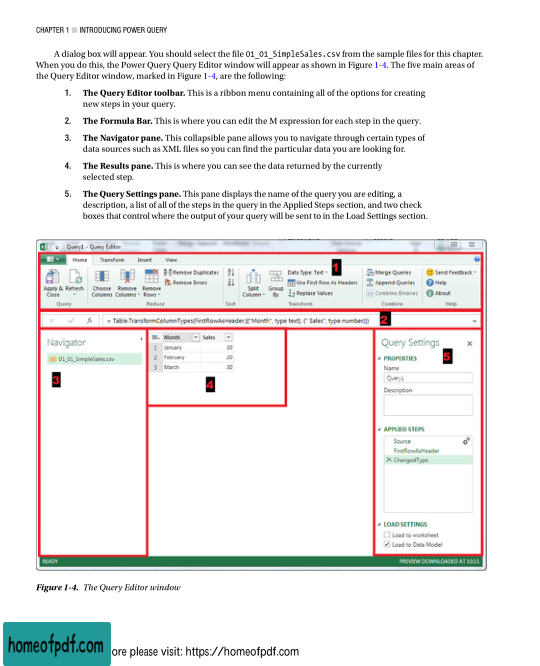 CHAPTER 1 ■ INTRODUCING POWER QUERY
A dialog box will appear. You should select the file 01_01_SimpleSales.csv from the sample files for this chapter.
When you do this, the Power Query Query Editor window will appear as shown in Figure 1-4. The five main areas of
the Query Editor window, marked in Figure 1-4, are the following:
1. The Query Editor toolbar. This is a ribbon menu containing all of the options for creating
new steps in your query.
2. The Formula Bar. This is where you can edit the M expression for each step in the query.
3. The Navigator pane. This collapsible pane allows you to navigate through certain types of
data sources such as XML files so you can find the particular data you are looking for.
4. The Results pane. This is where you can see the data returned by the currently
selected step.
5. The Query Settings pane. This pane displays the name of the query you are editing, a
description, a list of all of the steps in the query in the Applied Steps section, and two check
boxes that control where the output of your query will be sent to in the Load Settings section.
Query1 - Query Editor
Home Transform Insert View
Apply & Close
Refresh
Query
Choose Columns
Remove Columns
Remove Rows
Remove Duplicates
Remove Errors
Reduce
Sort
Split Column
Group By
Data Type: Text
Use First Row As Headers
Replace Values
Transform
1
Merge Queries
Append Queries
Combine Binaries
Combine
Send Feedback
Help
About
Help
fx = Table.TransformColumnTypes(FirstRowAsHeader,{{"Month", type text}, {" Sales", type number}})
2
Navigator
01_01_SimpleSales.csv
3
Month Sales
1 January 10
2 February 20
3 March 30
4
Query Settings
5
PROPERTIES
Name
Query1
Description
APPLIED STEPS
Source
FirstRowAsHeader
ChangedType
LOAD SETTINGS
Load to worksheet
Load to Data Model
READY PREVIEW DOWNLOADED AT 10:13
Figure 1-4. The Query Editor window
homeofpdf.com ore please visit: https://homeofpdf.com